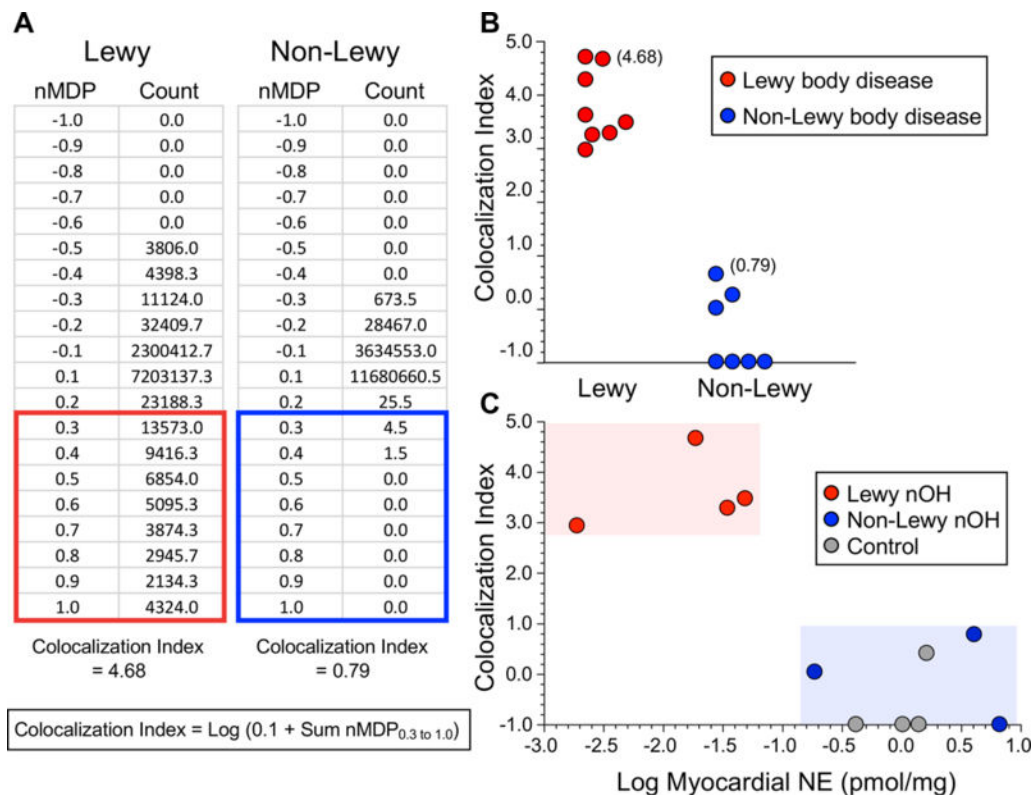 A
Lewy
Non-Lewy
nMDP Count nMDP Count
-1.0 0.0 -1.0 0.0
-0.9 0.0 -0.9 0.0
-0.8 0.0 -0.8 0.0
-0.7 0.0 -0.7 0.0
-0.6 0.0 -0.6 0.0
-0.5 3806.0 -0.5 0.0
-0.4 4398.3 -0.4 0.0
-0.3 11124.0 -0.3 673.5
-0.2 32409.7 -0.2 28467.0
-0.1 2300412.7 -0.1 3634553.0
0.1 7203137.3 0.1 11680660.5
0.2 23188.3 0.2 25.5
0.3 13573.0 0.3 4.5
0.4 9416.3 0.4 1.5
0.5 6854.0 0.5 0.0
0.6 5095.3 0.6 0.0
0.7 3874.3 0.7 0.0
0.8 2945.7 0.8 0.0
0.9 2134.3 0.9 0.0
1.0 4324.0 1.0 0.0
Colocalization Index
= 4.68
Colocalization Index
= 0.79
Colocalization Index = Log (0.1 + Sum nMDP0.3 to 1.0)
B
Colocalization Index
5.0
4.0
3.0
2.0
1.0
0.0
-1.0
(4.68)
(0.79)
Lewy body disease
Non-Lewy body disease
Lewy
Non-Lewy
C
Colocalization Index
5.0
4.0
3.0
2.0
1.0
0.0
-1.0
Lewy nOH
Non-Lewy nOH
Control
-3.0 -2.5 -2.0 -1.5 -1.0 -0.5 0.0 0.5 1.0
Log Myocardial NE (pmol/mg)